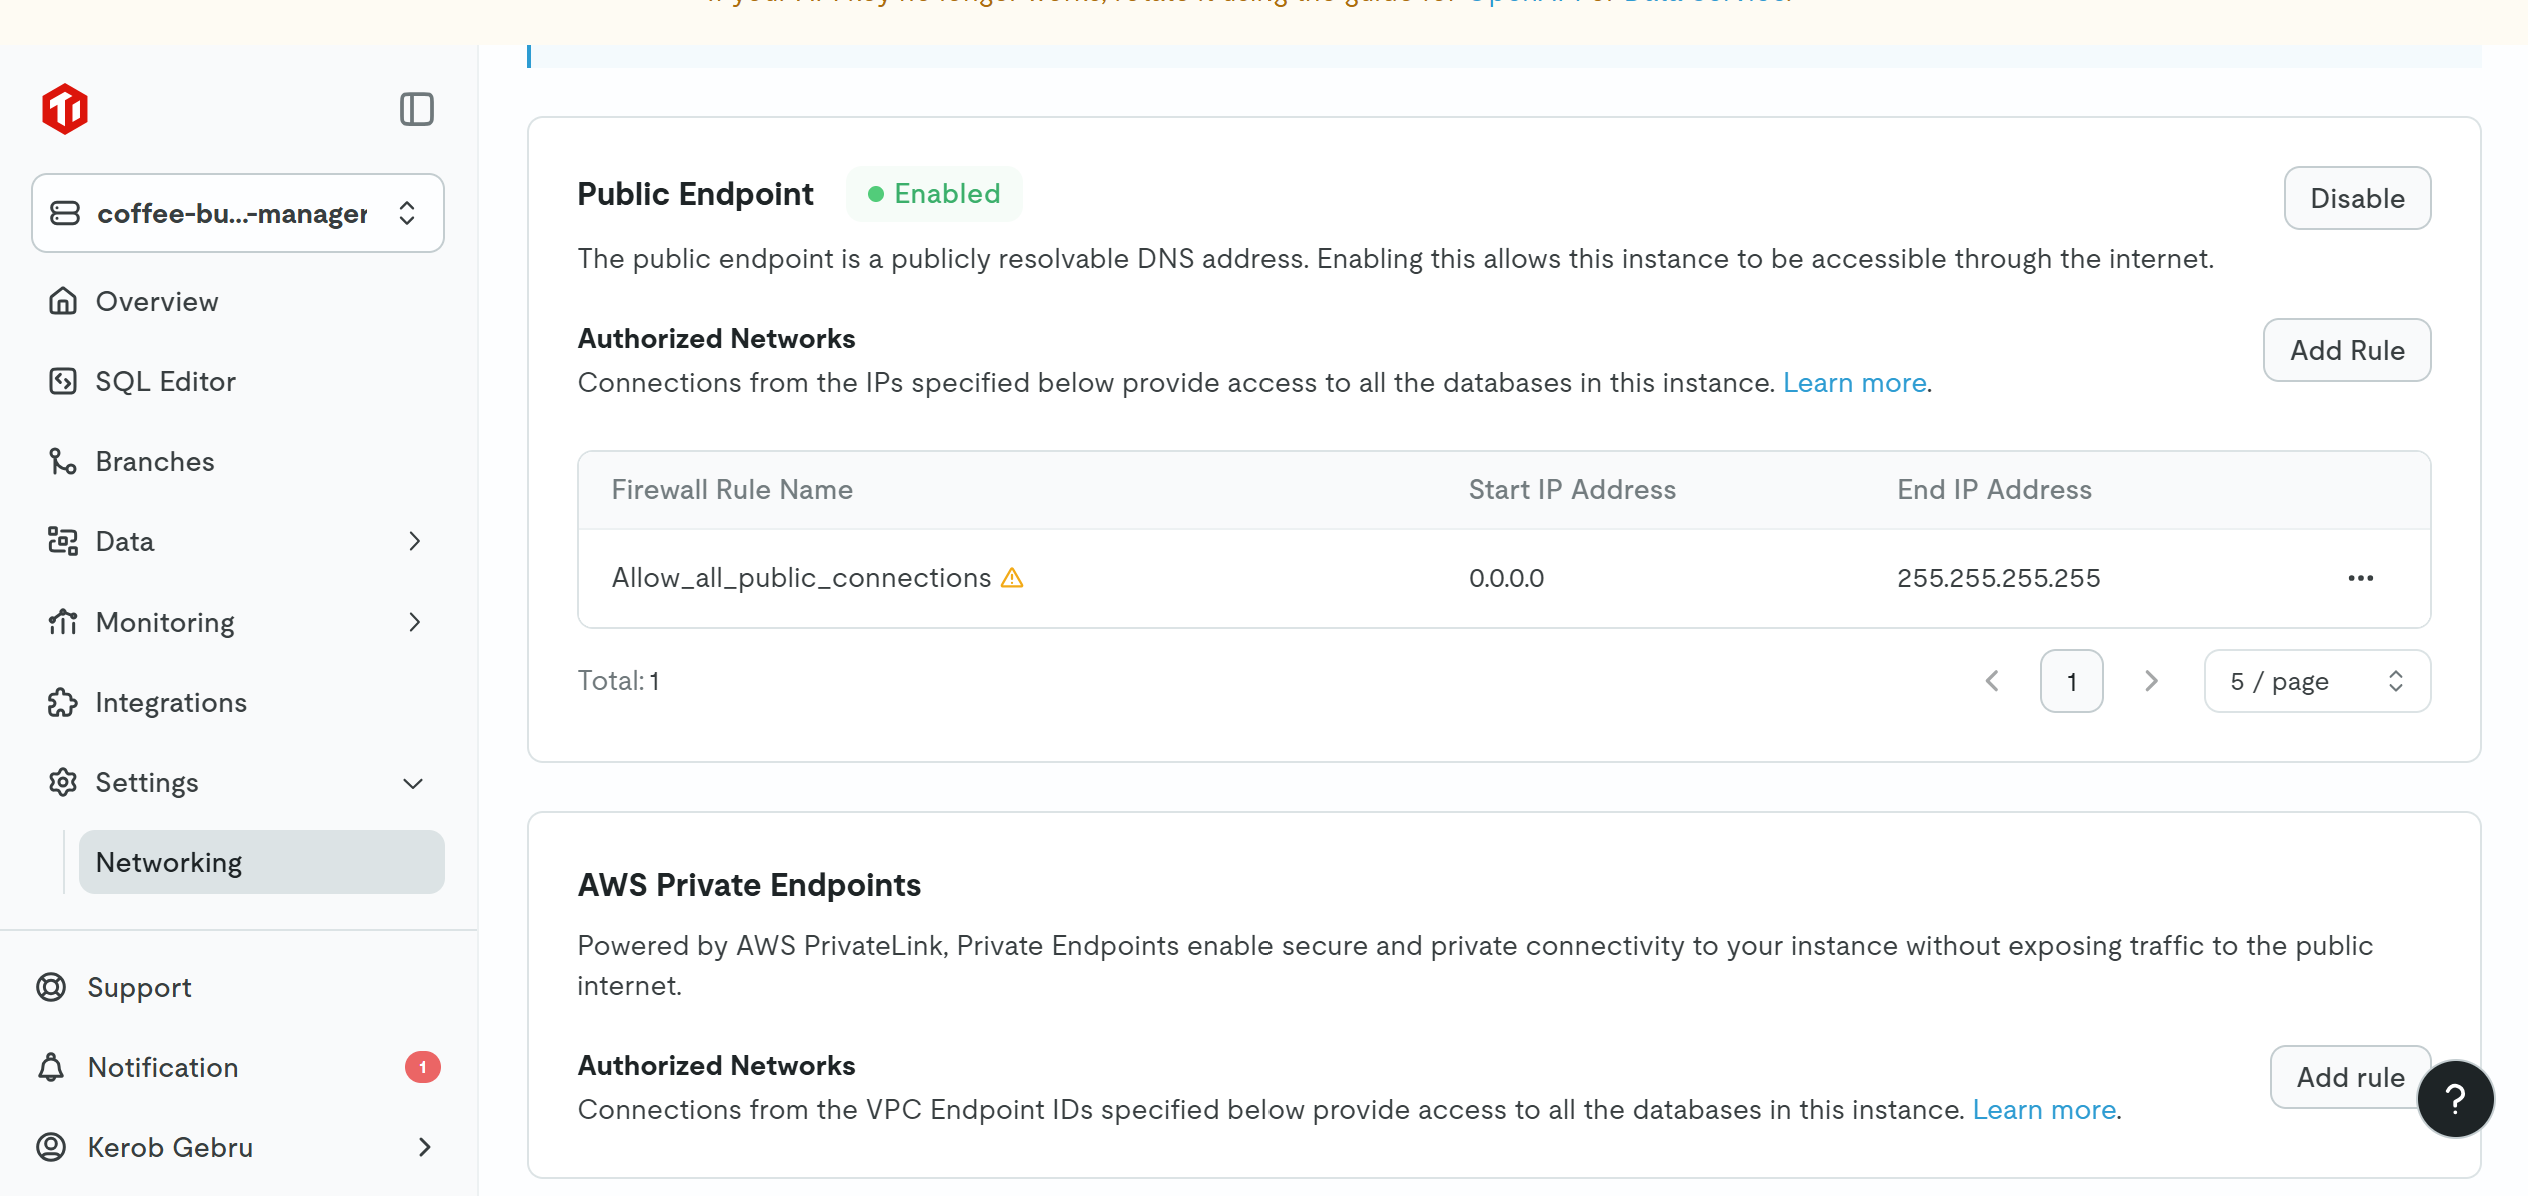 coffee-bu...-manager
Overview
SQL Editor
Branches
Data
Monitoring
Integrations
Settings
Networking
Support
Notification 1
Kerob Gebru
Public Endpoint Enabled Disable
The public endpoint is a publicly resolvable DNS address. Enabling this allows this instance to be accessible through the internet.
Authorized Networks Add Rule
Connections from the IPs specified below provide access to all the databases in this instance. Learn more.
Firewall Rule Name Start IP Address End IP Address
Allow_all_public_connections 0.0.0.0 255.255.255.255
Total: 1 1 5 / page
AWS Private Endpoints
Powered by AWS PrivateLink, Private Endpoints enable secure and private connectivity to your instance without exposing traffic to the public
internet.
Authorized Networks Add rule
Connections from the VPC Endpoint IDs specified below provide access to all the databases in this instance. Learn more.
?